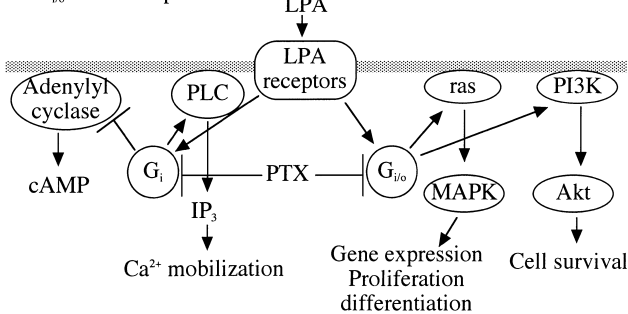 LPA
LPA
receptors
Adenylyl
cyclase
PLC
ras
PI3K
Gᵢ
PTX
Gᵢ/ₒ
cAMP
IP₃
MAPK
Akt
Ca²⁺ mobilization
Gene expression
Proliferation
differentiation
Cell survival